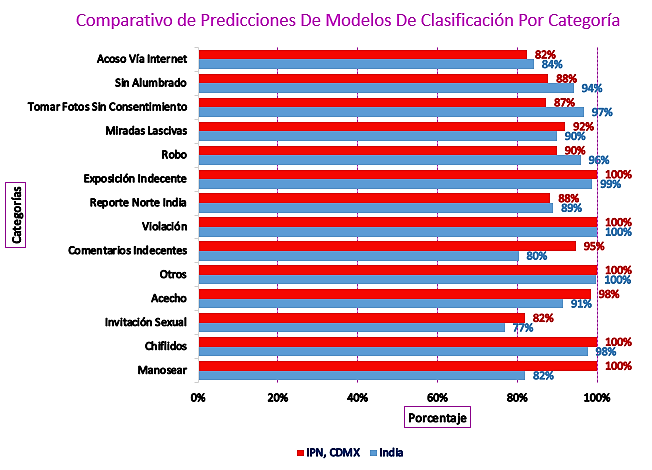 Comparativo de Predicciones De Modelos De Clasificación Por Categoría
Acoso Vía Internet 82% 84%
Sin Alumbrado 88% 94%
Tomar Fotos Sin Consentimiento 87% 97%
Miradas Lascivas 92% 90%
Robo 90% 96%
Exposición Indecente 100% 99%
Reporte Norte India 88% 89%
Violación 100% 100%
Comentarios Indecentes 95% 80%
Otros 100% 100%
Acecho 98% 91%
Invitación Sexual 82% 77%
Chiflidos 100% 98%
Manosear 100% 82%
Categorías
0% 20% 40% 60% 80% 100%
Porcentaje
IPN, CDMX India